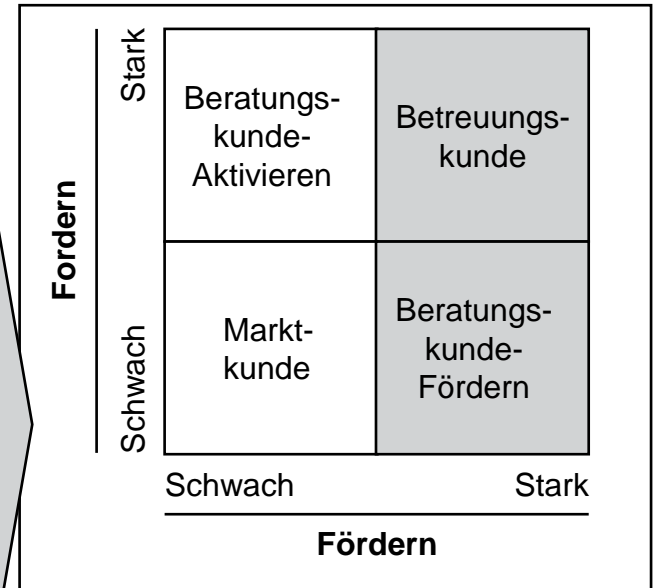 Stark
Beratungs-
kunde-
Aktivieren
Betreuungs-
kunde
Fordern
Schwach
Markt-
kunde
Beratungs-
kunde-
Fördern
Schwach
Stark
Fördern